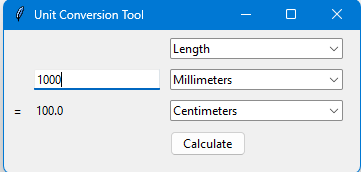 Unit Conversion Tool
Length
1000 Millimeters
= 100.0 Centimeters
Calculate